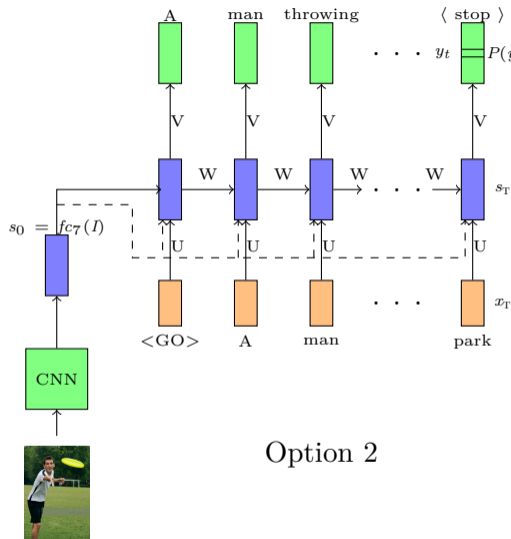 A man throwing ⟨ stop ⟩
· · · y_t P(y
V V V V
W W W W
s_0 = fc_7(I) · · · s_T
U U U U
· · · x_T
<GO> A man park
CNN
Option 2